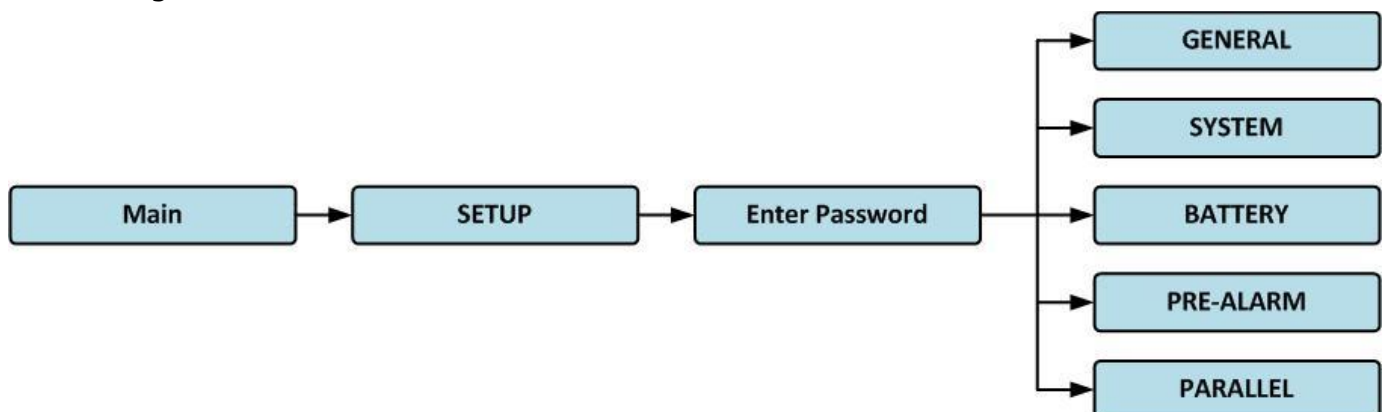 GENERAL
SYSTEM
Main
SETUP
Enter Password
BATTERY
PRE-ALARM
PARALLEL